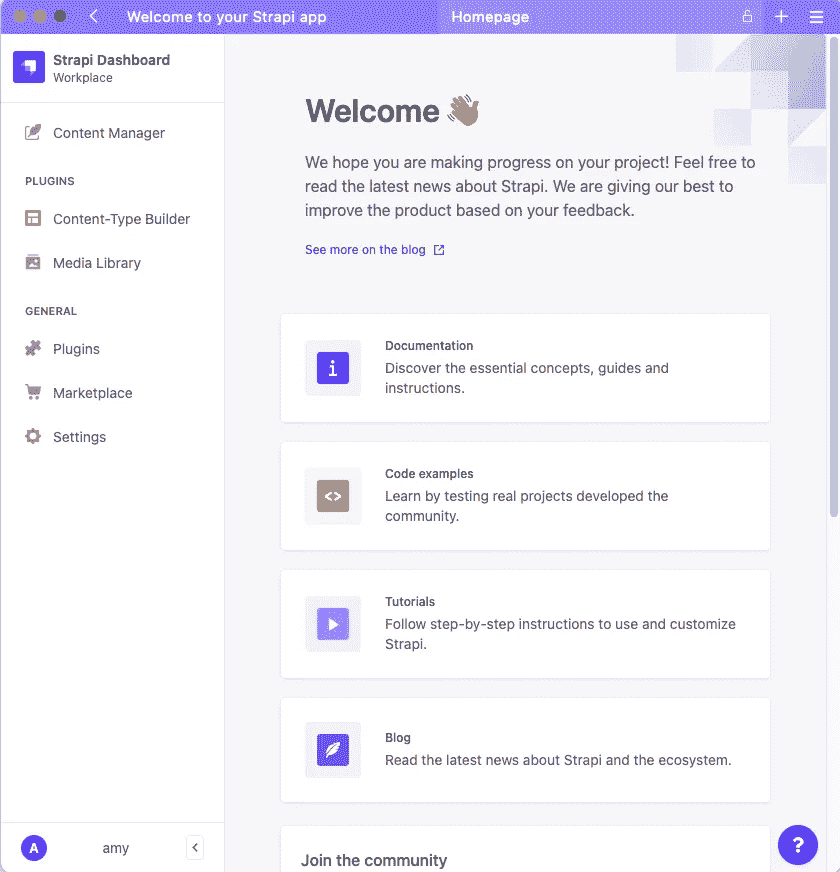 Welcome to your Strapi app
Homepage
Strapi Dashboard
Workplace
Content Manager
PLUGINS
Content-Type Builder
Media Library
GENERAL
Plugins
Marketplace
Settings
A
amy
Welcome
We hope you are making progress on your project! Feel free to
read the latest news about Strapi. We are giving our best to
improve the product based on your feedback.
See more on the blog
i
Documentation
Discover the essential concepts, guides and
instructions.
<>
Code examples
Learn by testing real projects developed the
community.
Tutorials
Follow step-by-step instructions to use and customize
Strapi.
Blog
Read the latest news about Strapi and the ecosystem.
Join the community
?